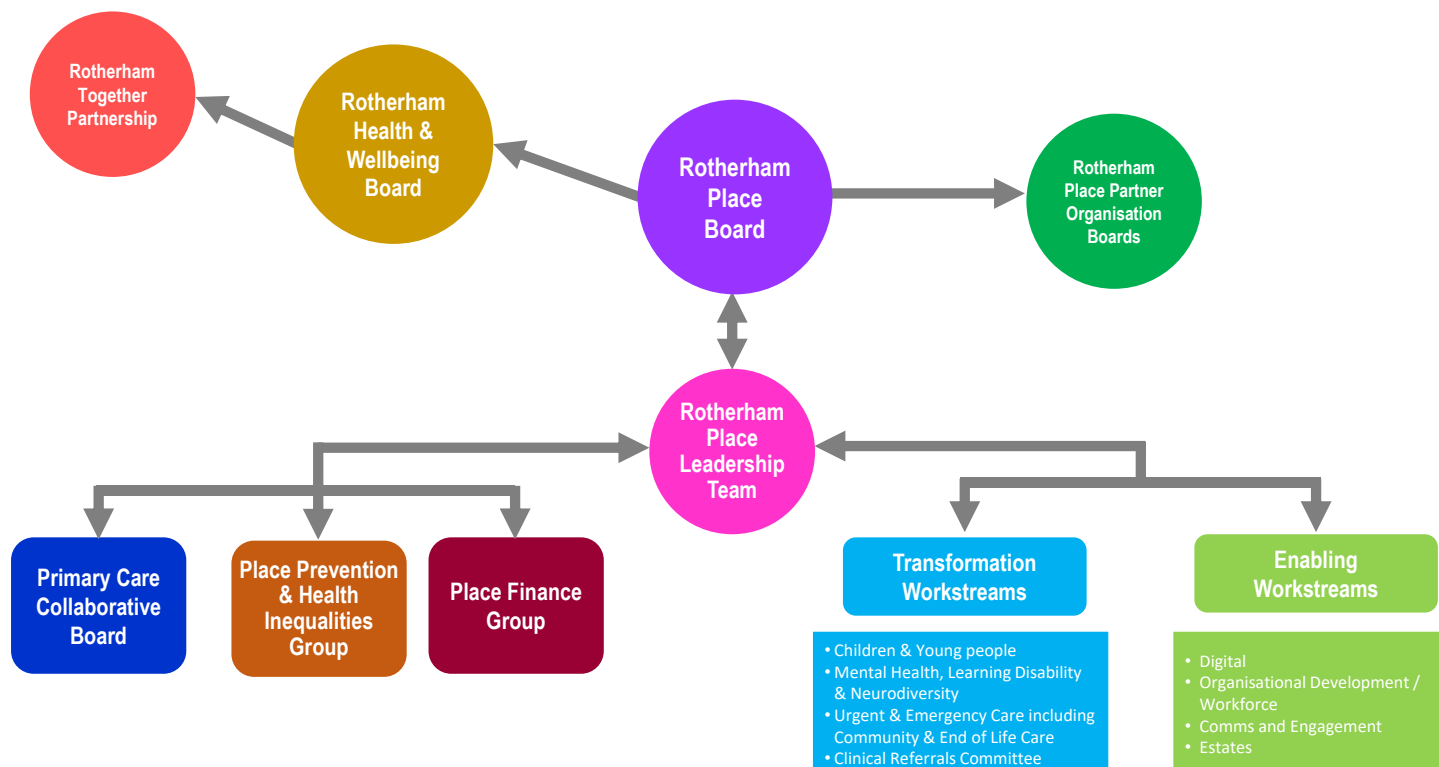 Rotherham
Together
Partnership
Rotherham
Health &
Wellbeing
Board
Rotherham
Place
Board
Rotherham
Place Partner
Organisation
Boards
Rotherham
Place
Leadership
Team
Primary Care
Collaborative
Board
Place Prevention
& Health
Inequalities
Group
Place Finance
Group
Transformation
Workstreams
Enabling
Workstreams
• Children & Young people
• Mental Health, Learning Disability
& Neurodiversity
• Urgent & Emergency Care including
Community & End of Life Care
• Clinical Referrals Committee
• Digital
• Organisational Development /
Workforce
• Comms and Engagement
• Estates